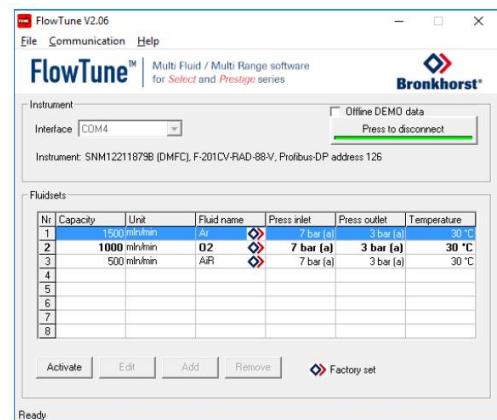 FlowTune V2.06
File Communication Help
FlowTune™ Multi Fluid / Multi Range software
for Select and Prestige series
Bronkhorst®
Instrument
Offline DEMO data
Interface COM4 Press to disconnect
Instrument: SNM12211879B (DMFC), F-201CV-RAD-88-V, Profibus-DP address 126
Fluidsets
Nr Capacity Unit Fluid name Press inlet Press outlet Temperature
1 1500 mln/min Ar 7 bar (a) 3 bar (a) 30 °C
2 1000 mln/min O2 7 bar (a) 3 bar (a) 30 °C
3 500 mln/min AiR 7 bar (a) 3 bar (a) 30 °C
4
5
6
7
8
Activate Edit Add Remove Factory set
Ready